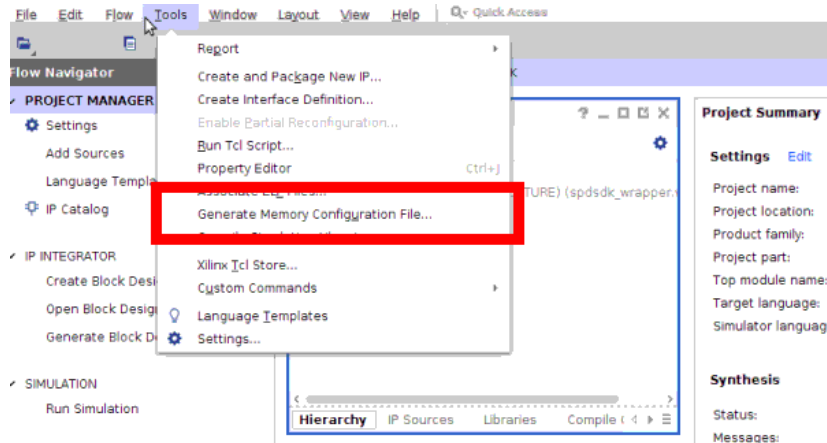 File Edit Flow Tools Window Layout View Help Quick Access
Flow Navigator
PROJECT MANAGER
Settings
Add Sources
Language Templa
IP Catalog
IP INTEGRATOR
Create Block Desi
Open Block Design
Generate Block D
SIMULATION
Run Simulation
Report
Create and Package New IP...
Create Interface Definition...
Enable Partial Reconfiguration...
Run Tcl Script...
Property Editor Ctrl+J
Associate ELF Files...
Generate Memory Configuration File...
Xilinx Tcl Store...
Custom Commands
Language Templates
Settings...
K
TURE) (spdsdk_wrapper.
Hierarchy IP Sources Libraries Compile
Project Summary
Settings Edit
Project name:
Project location:
Product family:
Project part:
Top module name:
Target language:
Simulator languag
Synthesis
Status:
Messages: